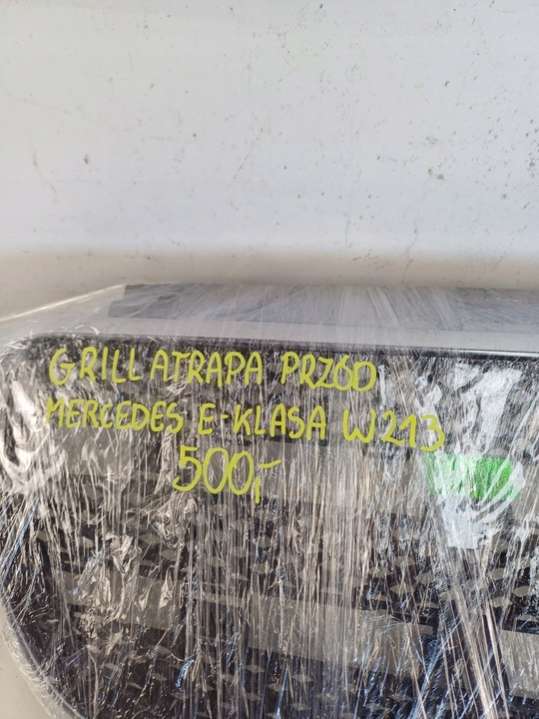 GRILL ATRAPA PRZÓD
MERCEDES E-KLASA W213
500,-